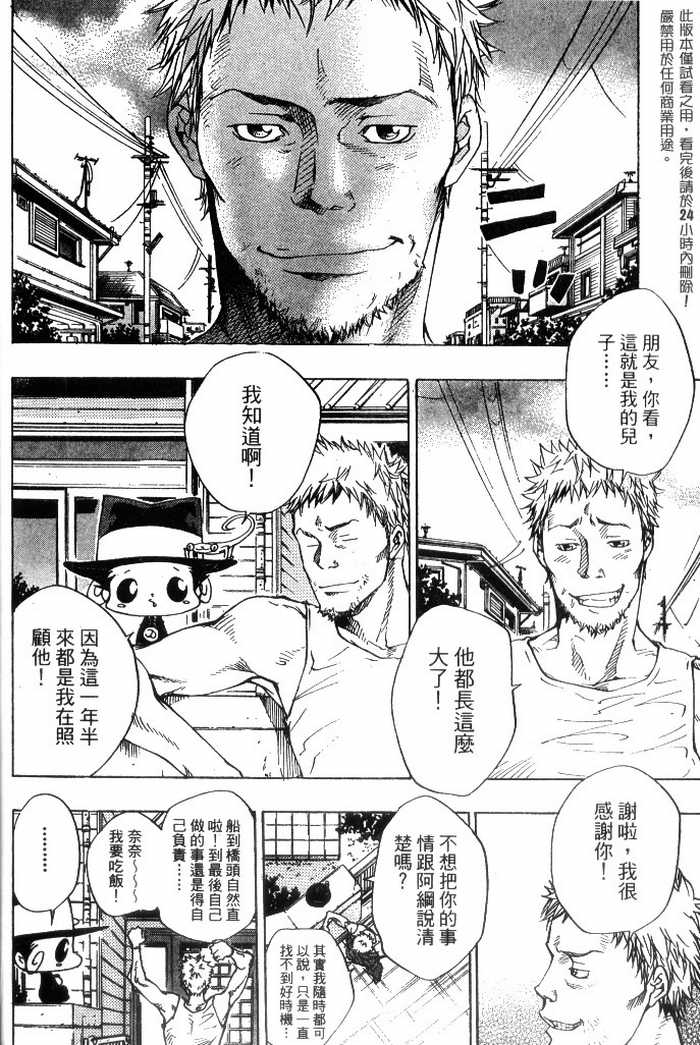 此版本僅試看之用，看完後請於24小時內刪除！
嚴禁用於任何商業用途。
朋友，你看，
這就是我的兒
子……
他都長這麼
大了！
我知道啊！
因為這一年半
來都是我在照
顧他！
謝啦，我很
感謝你！
不想把你的事
情跟阿綱說清
楚嗎？
其實我隨時都可
以說，只是一直
找不到好時機…
船到橋頭自然直
啦！到最後自己
做的事還是得自
己負責……
奈奈～～～
我要吃飯！
………